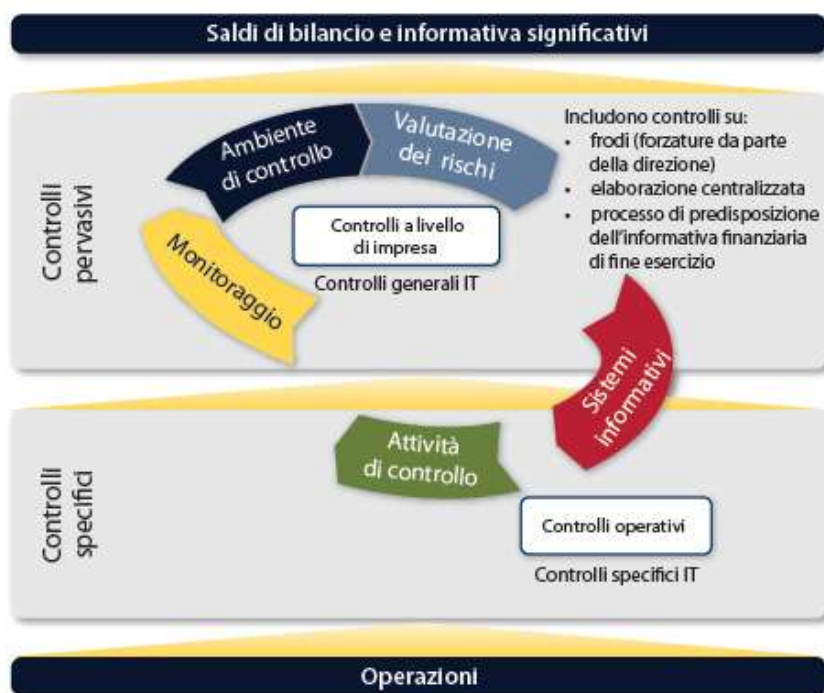 Saldi di bilancio e informativa significativi
Controlli
pervasivi
Ambiente
di controllo
Valutazione
dei rischi
Monitoraggio
Controlli a livello
di impresa
Controlli generali IT
Includono controlli su:
• frodi (forzature da parte
della direzione)
• elaborazione centralizzata
• processo di predisposizione
dell'informativa finanziaria
di fine esercizio
Sistemi
informativi
Controlli
specifici
Attività
di controllo
Controlli operativi
Controlli specifici IT
Operazioni